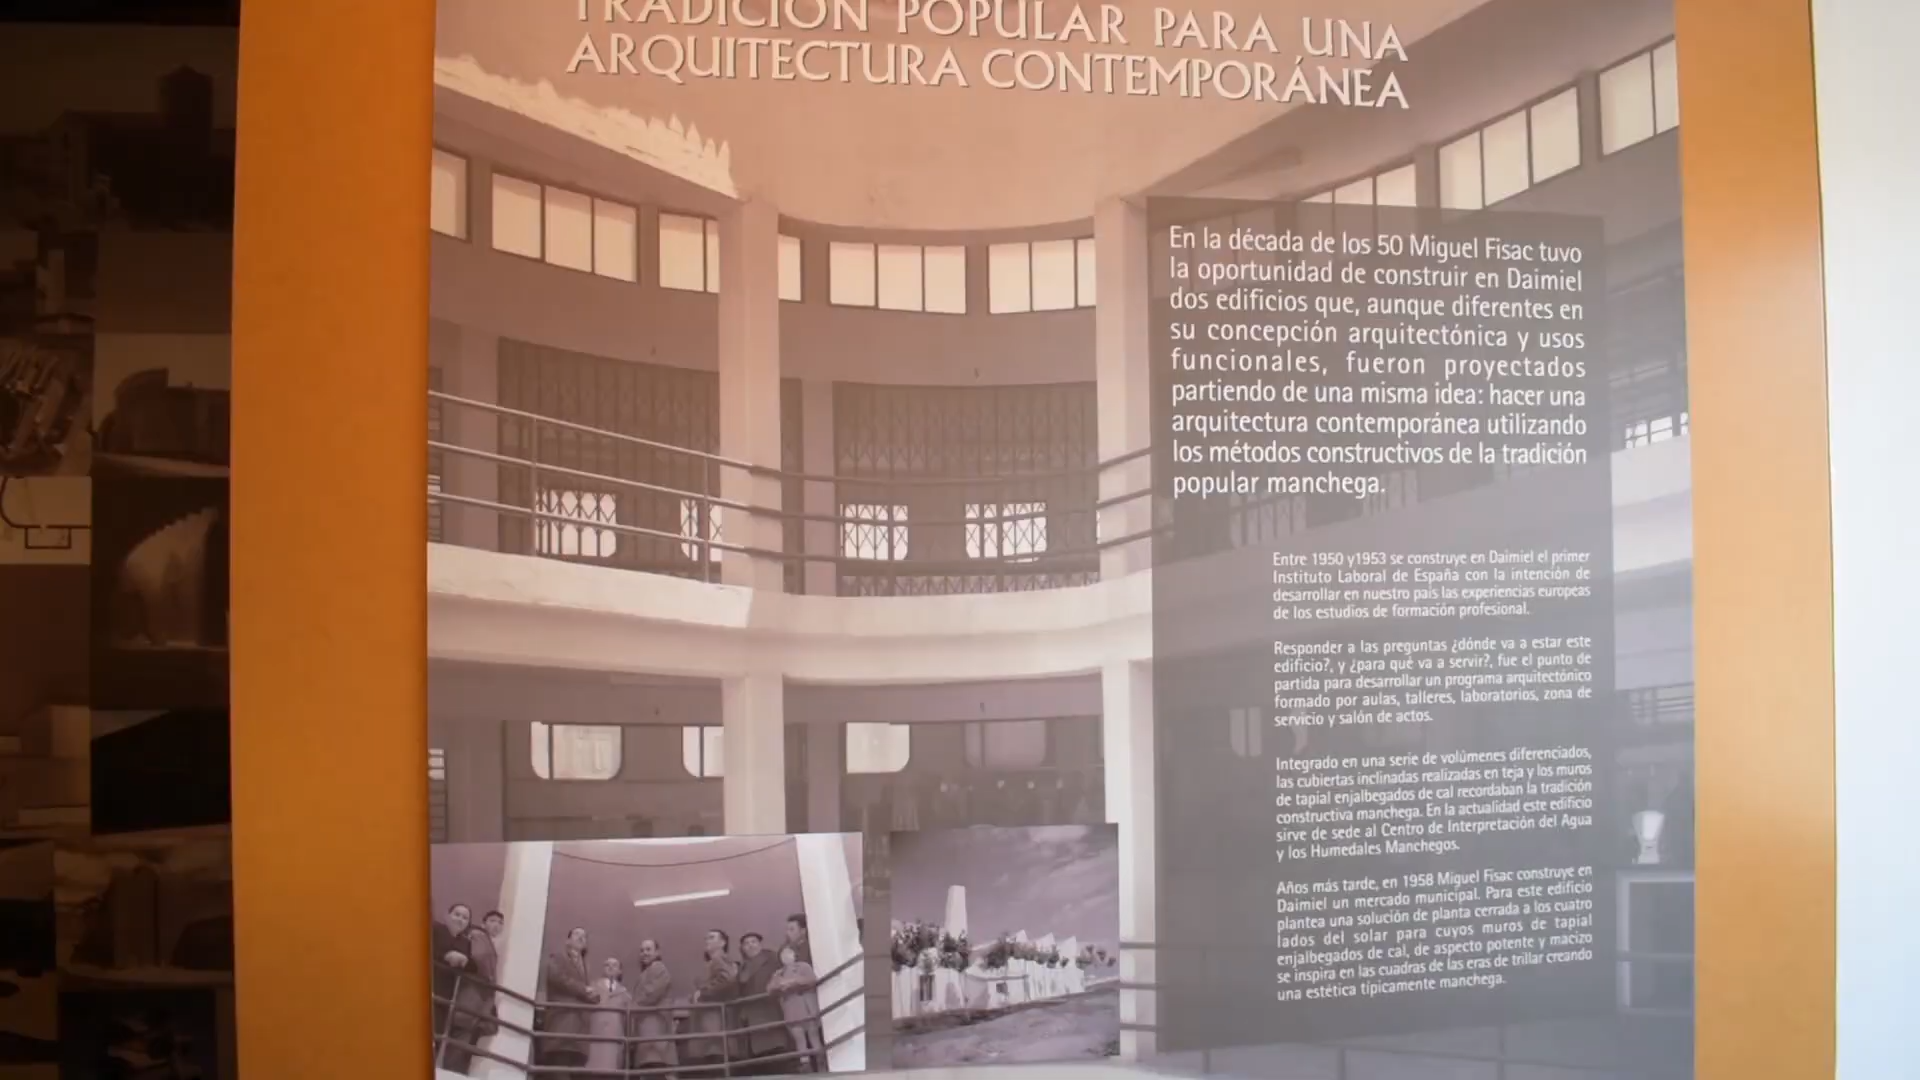 TRADICIÓN POPULAR PARA UNA
ARQUITECTURA CONTEMPORÁNEA
En la década de los 50 Miguel Fisac tuvo
la oportunidad de construir en Daimiel
dos edificios que, aunque diferentes en
su concepción arquitectónica y usos
funcionales, fueron proyectados
partiendo de una misma idea: hacer una
arquitectura contemporánea utilizando
los métodos constructivos de la tradición
popular manchega.
Entre 1950 y1953 se construye en Daimiel el primer
Instituto Laboral de España con la intención de
desarrollar en nuestro país las experiencias europeas
de los estudios de formación profesional.
Responder a las preguntas ¿dónde va a estar este
edificio?, y ¿para qué va a servir?, fue el punto de
partida para desarrollar un programa arquitectónico
formado por aulas, talleres, laboratorios, zona de
servicio y salón de actos.
Integrado en una serie de volúmenes diferenciados,
las cubiertas inclinadas realizadas en teja y los muros
de tapial enjalbegados de cal recordaban la tradición
constructiva manchega. En la actualidad este edificio
sirve de sede al Centro de Interpretación del Agua
y los Humedales Manchegos.
Años más tarde, en 1958 Miguel Fisac construye en
Daimiel un mercado municipal. Para este edificio
plantea una solución de planta cerrada a los cuatro
lados del solar para cuyos muros de tapial
enjalbegados de cal, de aspecto potente y macizo
se inspira en las cuadras de las eras de trillar creando
una estética típicamente manchega.